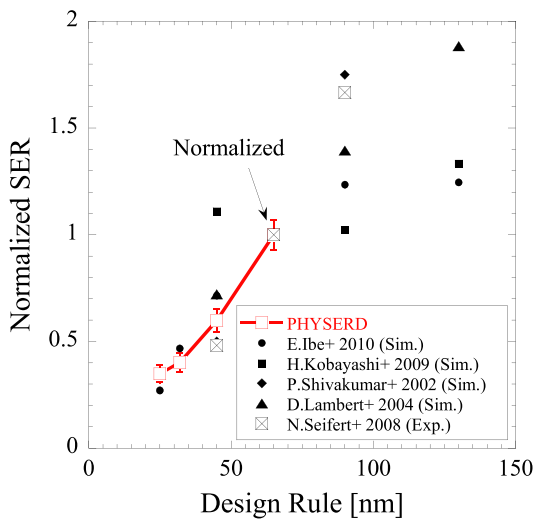 2
1.5
1
0.5
0
Normalized SER
Normalized
PHYSERD
E.Ibe+ 2010 (Sim.)
H.Kobayashi+ 2009 (Sim.)
P.Shivakumar+ 2002 (Sim.)
D.Lambert+ 2004 (Sim.)
N.Seifert+ 2008 (Exp.)
0 50 100 150
Design Rule [nm]